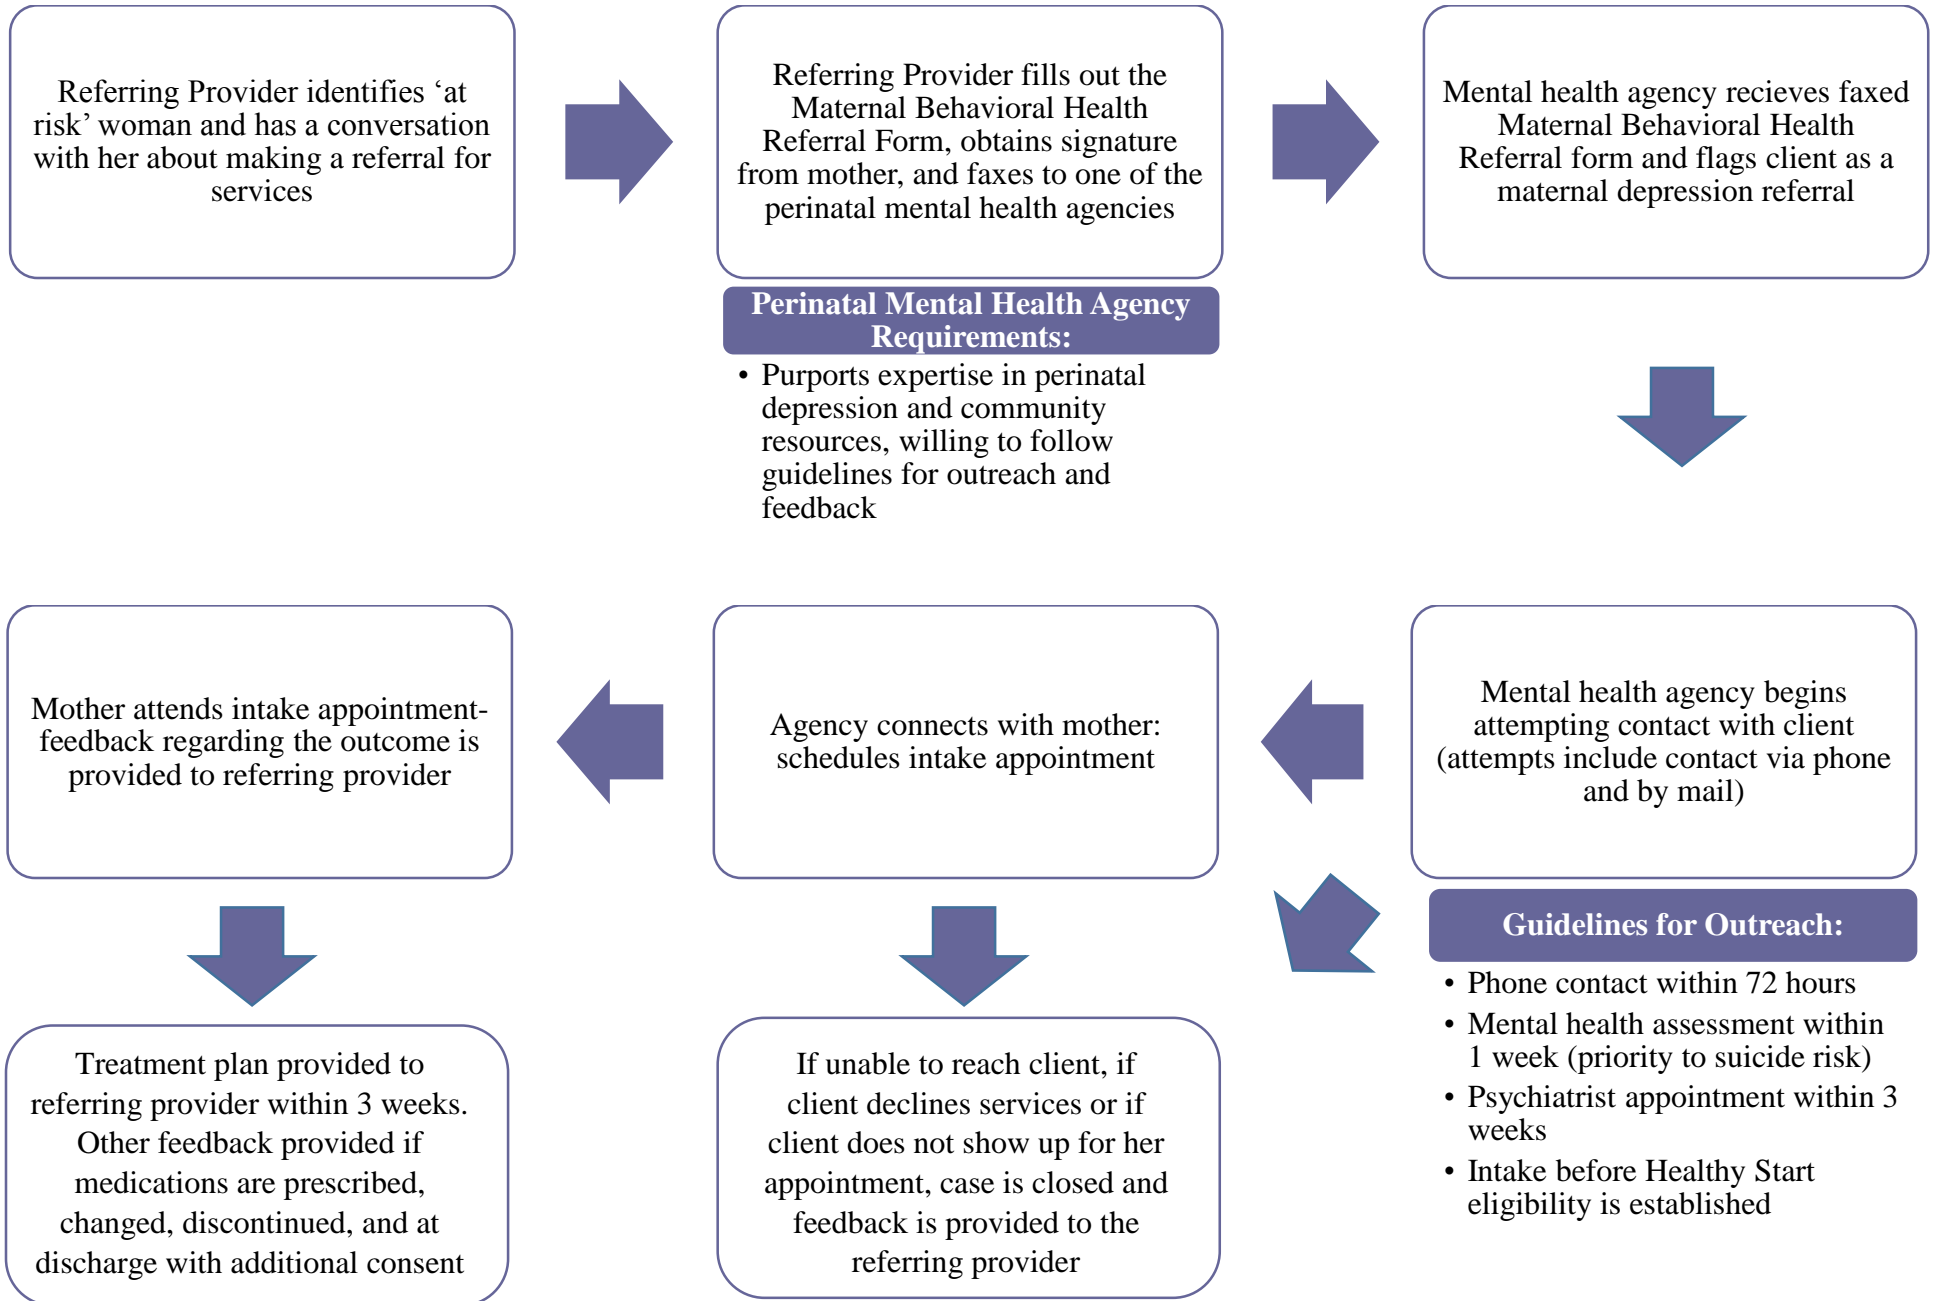 Referring Provider identifies ‘at
risk’ woman and has a conversation
with her about making a referral for
services
Referring Provider fills out the
Maternal Behavioral Health
Referral Form, obtains signature
from mother, and faxes to one of the
perinatal mental health agencies
Perinatal Mental Health Agency
Requirements:
• Purports expertise in perinatal
depression and community
resources, willing to follow
guidelines for outreach and
feedback
Mental health agency recieves faxed
Maternal Behavioral Health
Referral form and flags client as a
maternal depression referral
Mental health agency begins
attempting contact with client
(attempts include contact via phone
and by mail)
Guidelines for Outreach:
• Phone contact within 72 hours
• Mental health assessment within
1 week (priority to suicide risk)
• Psychiatrist appointment within 3
weeks
• Intake before Healthy Start
eligibility is established
Agency connects with mother:
schedules intake appointment
If unable to reach client, if
client declines services or if
client does not show up for her
appointment, case is closed and
feedback is provided to the
referring provider
Mother attends intake appointment-
feedback regarding the outcome is
provided to referring provider
Treatment plan provided to
referring provider within 3 weeks.
Other feedback provided if
medications are prescribed,
changed, discontinued, and at
discharge with additional consent